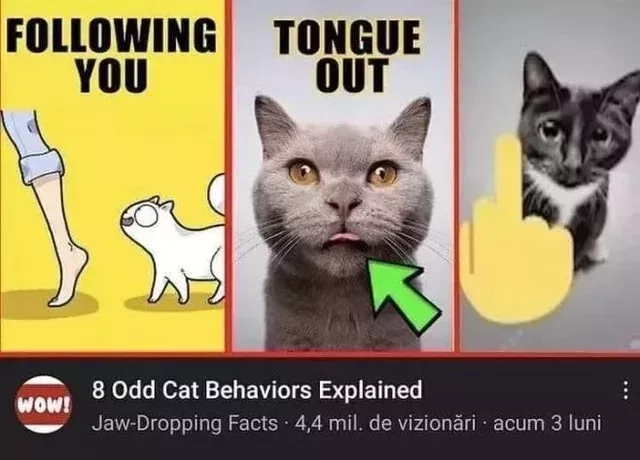 FOLLOWING
YOU
TONGUE
OUT
WOW!
8 Odd Cat Behaviors Explained
Jaw-Dropping Facts · 4,4 mil. de vizionări · acum 3 luni